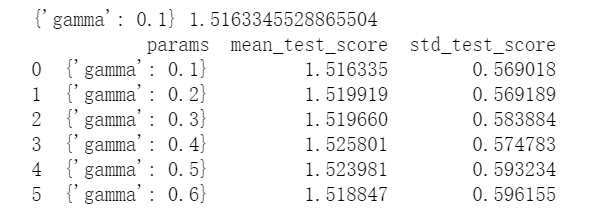 {'gamma': 0.1} 1.5163345528865504
params mean_test_score std_test_score
0 {'gamma': 0.1} 1.516335 0.569018
1 {'gamma': 0.2} 1.519919 0.569189
2 {'gamma': 0.3} 1.519660 0.583884
3 {'gamma': 0.4} 1.525801 0.574783
4 {'gamma': 0.5} 1.523981 0.593234
5 {'gamma': 0.6} 1.518847 0.596155